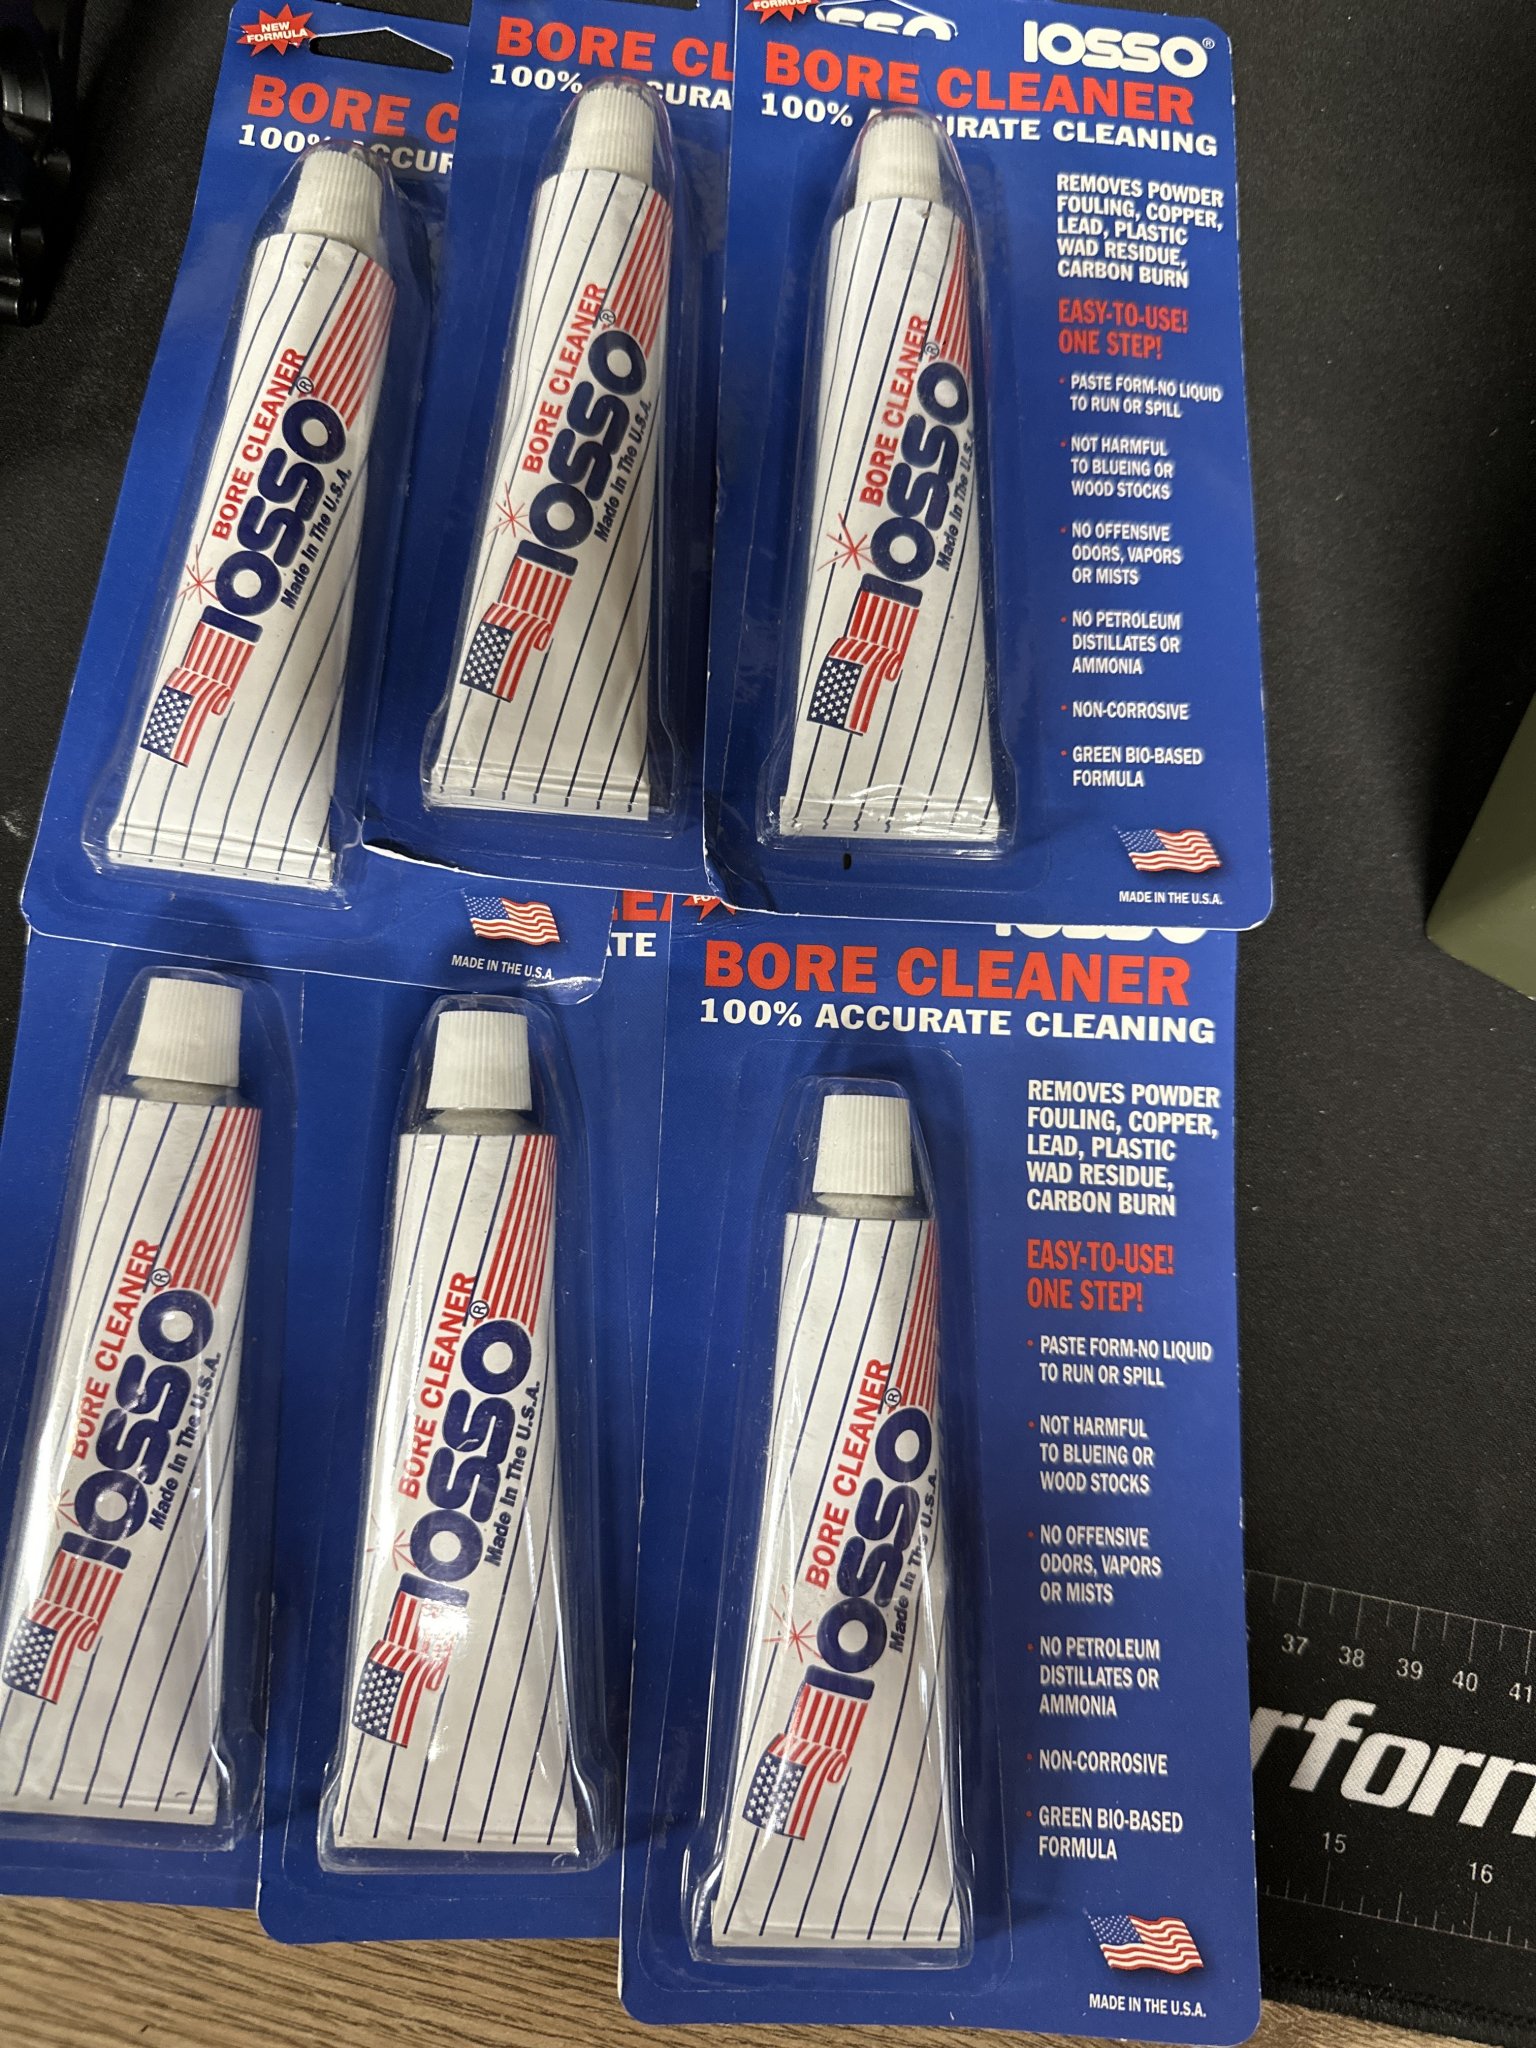 NEW
FORMULA
BORE C
100% ACCUR
BORE CLEANER
IOSSO®
Made In The U.S.A.
MADE IN THE U.S.A.
BORE CL
100% ACCURA
BORE CLEANER
IOSSO®
Made In The U.S.A.
FORMULA
IOSSO®
BORE CLEANER
100% ACCURATE CLEANING
REMOVES POWDER
FOULING, COPPER,
LEAD, PLASTIC
WAD RESIDUE,
CARBON BURN
EASY-TO-USE!
ONE STEP!
• PASTE FORM-NO LIQUID
TO RUN OR SPILL
• NOT HARMFUL
TO BLUEING OR
WOOD STOCKS
• NO OFFENSIVE
ODORS, VAPORS
OR MISTS
• NO PETROLEUM
DISTILLATES OR
AMMONIA
• NON-CORROSIVE
• GREEN BIO-BASED
FORMULA
MADE IN THE U.S.A.
BORE CLEANER
IOSSO®
Made In The U.S.A.
BORE CLEANER
IOSSO®
Made In The U.S.A.
BORE CLEANER
IOSSO®
Made In The U.S.A.
IOSSO
BORE CLEANER
100% ACCURATE CLEANING
REMOVES POWDER
FOULING, COPPER,
LEAD, PLASTIC
WAD RESIDUE,
CARBON BURN
EASY-TO-USE!
ONE STEP!
• PASTE FORM-NO LIQUID
TO RUN OR SPILL
• NOT HARMFUL
TO BLUEING OR
WOOD STOCKS
• NO OFFENSIVE
ODORS, VAPORS
OR MISTS
• NO PETROLEUM
DISTILLATES OR
AMMONIA
• NON-CORROSIVE
• GREEN BIO-BASED
FORMULA
MADE IN THE U.S.A.
BORE CLEANER
IOSSO®
Made In The U.S.A.
37 38 39 40 41
rform
15 16